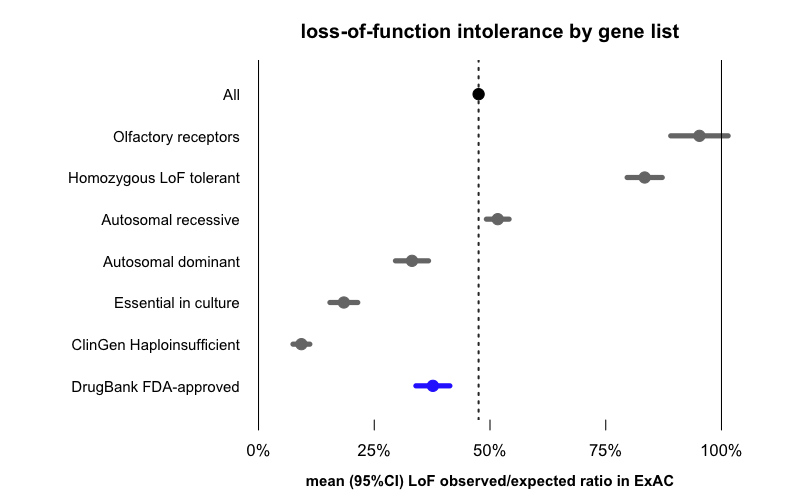 loss-of-function intolerance by gene list
All
Olfactory receptors
Homozygous LoF tolerant
Autosomal recessive
Autosomal dominant
Essential in culture
ClinGen Haploinsufficient
DrugBank FDA-approved
0% 25% 50% 75% 100%
mean (95%CI) LoF observed/expected ratio in ExAC